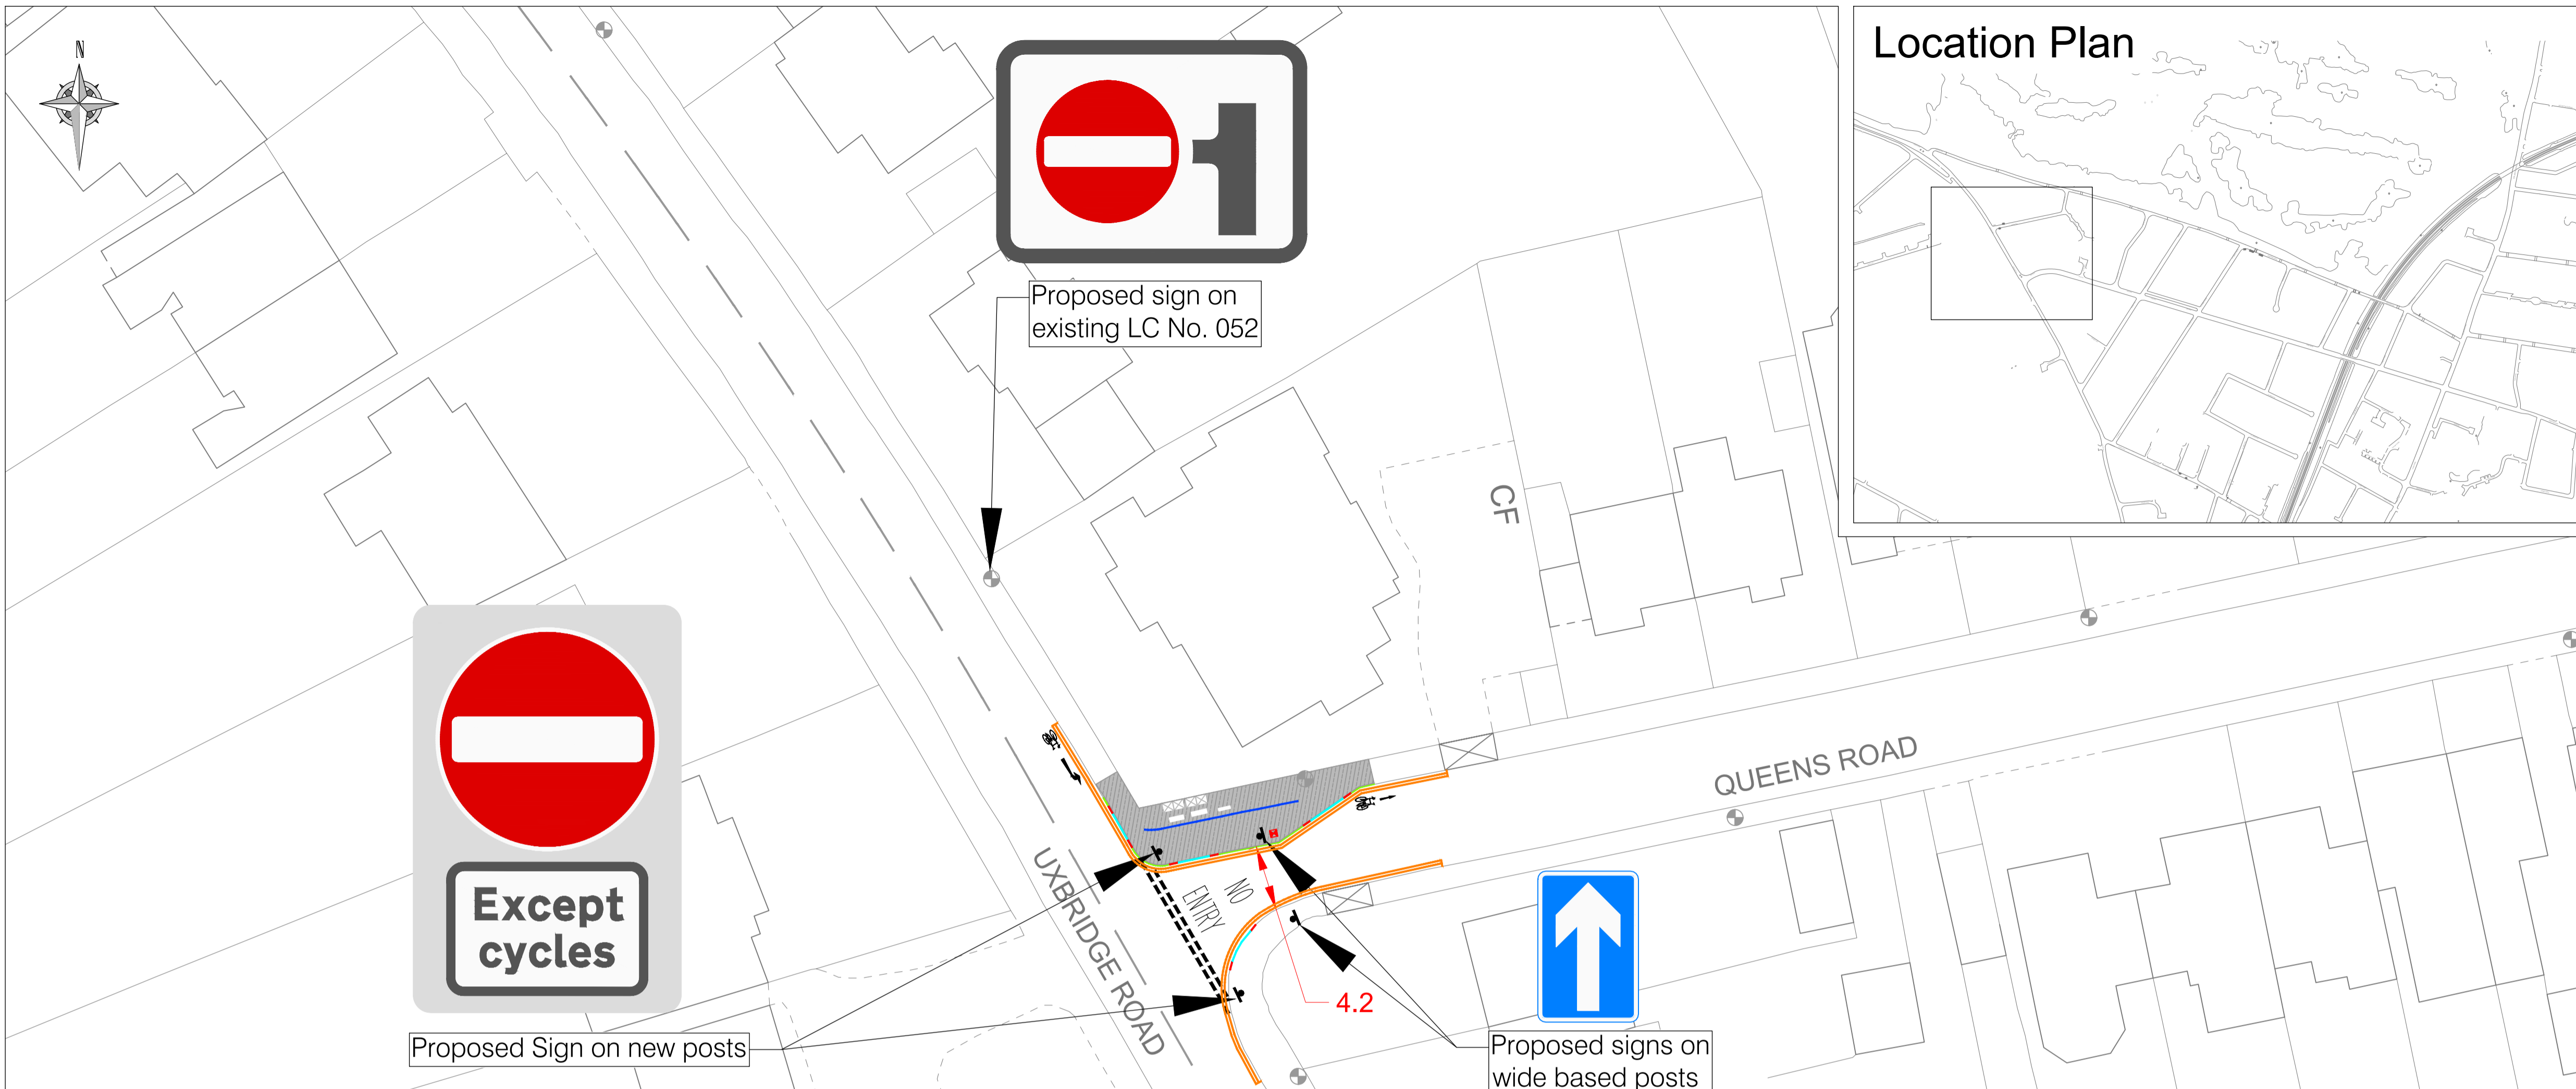 N
Location Plan
Proposed sign on
existing LC No. 052
CF
Except
cycles
QUEENS ROAD
UXBRIDGE ROAD
NO
ENTRY
4.2
Proposed Sign on new posts
Proposed signs on
wide based posts